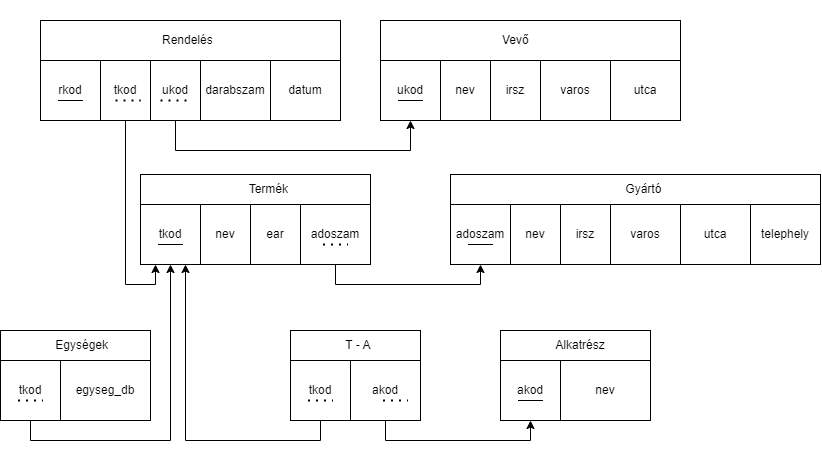 Rendelés
Vevő
rkod tkod ukod darabszam datum
ukod nev irsz varos utca
Termék
Gyártó
tkod nev ear adoszam
adoszam nev irsz varos utca telephely
Egységek
T - A
Alkatrész
tkod egyseg_db
tkod akod
akod nev